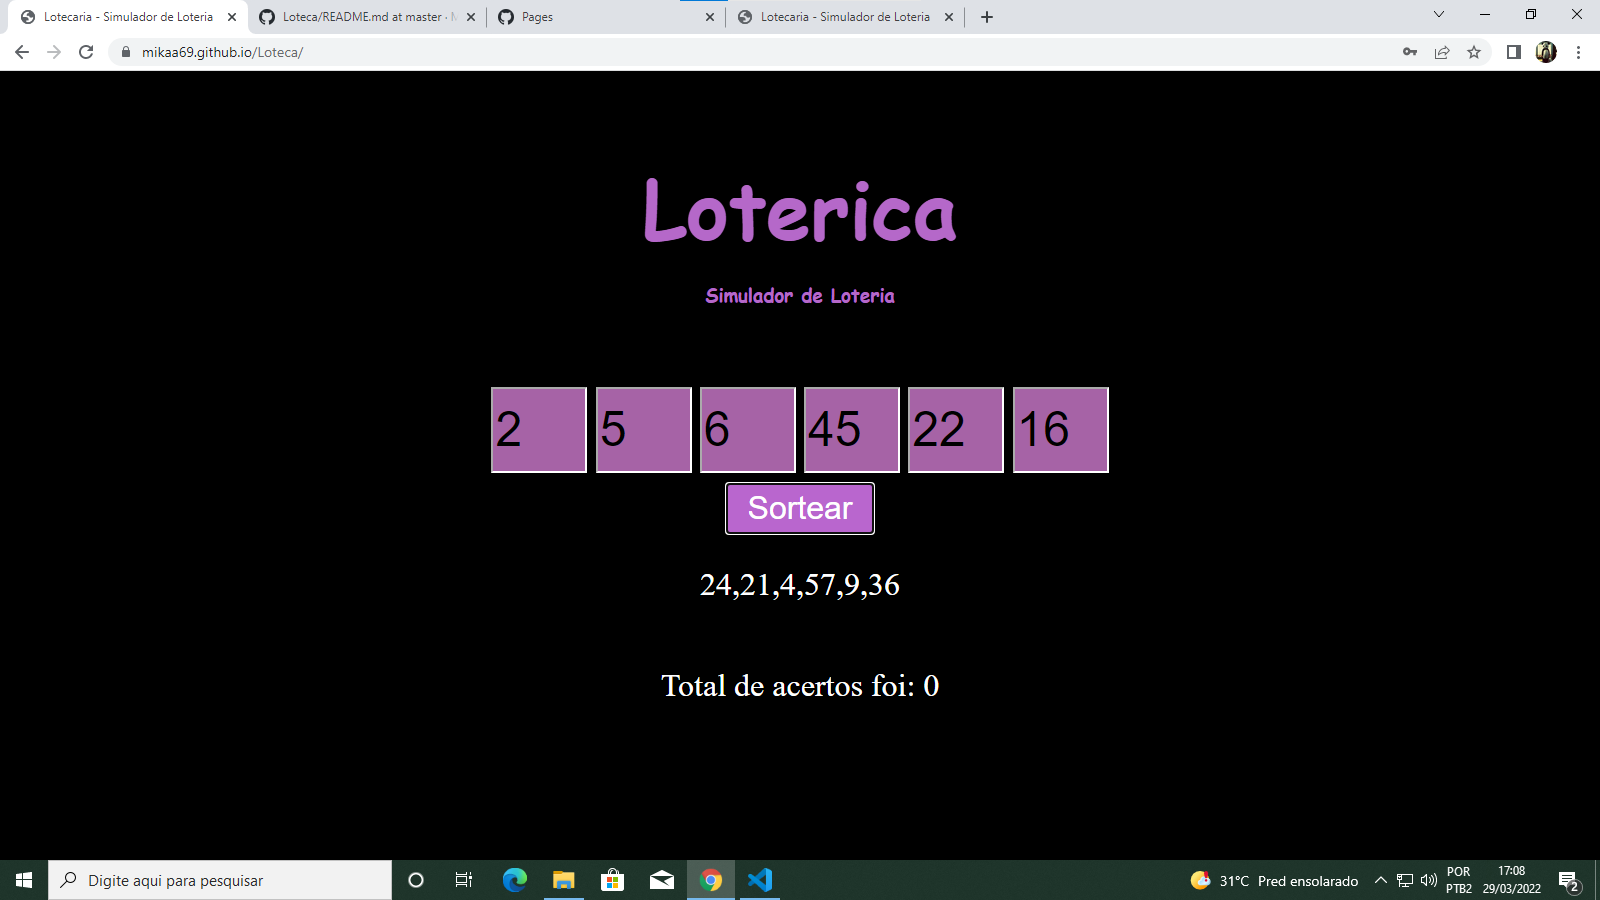 Lotecaria - Simulador de Loteria
Loteca/README.md at master ·
Pages
Lotecaria - Simulador de Loteria
mikaa69.github.io/Loteca/
Loterica
Simulador de Loteria
2 5 6 45 22 16
Sortear
24,21,4,57,9,36
Total de acertos foi: 0
Digite aqui para pesquisar
31°C Pred ensolarado
POR
PTB2
17:08
29/03/2022
2